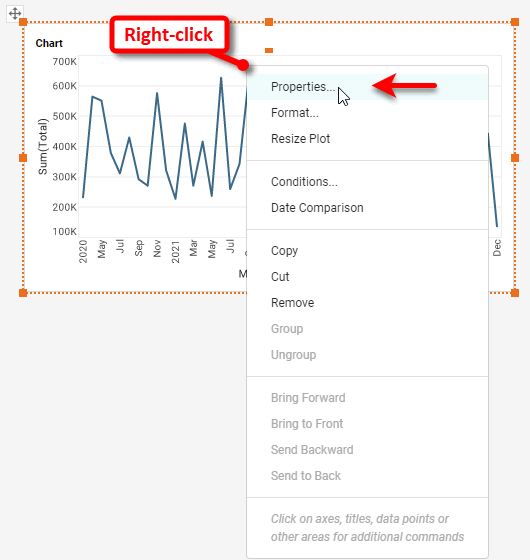 Chart
Right-click
700K
600K
500K
400K
300K
200K
100K
Sum(Total)
2020
May
Jul
Sep
Nov
2021
Mar
May
Jul
Dec
M
Properties...
Format...
Resize Plot
Conditions...
Date Comparison
Copy
Cut
Remove
Group
Ungroup
Bring Forward
Bring to Front
Send Backward
Send to Back
Click on axes, titles, data points or
other areas for additional commands